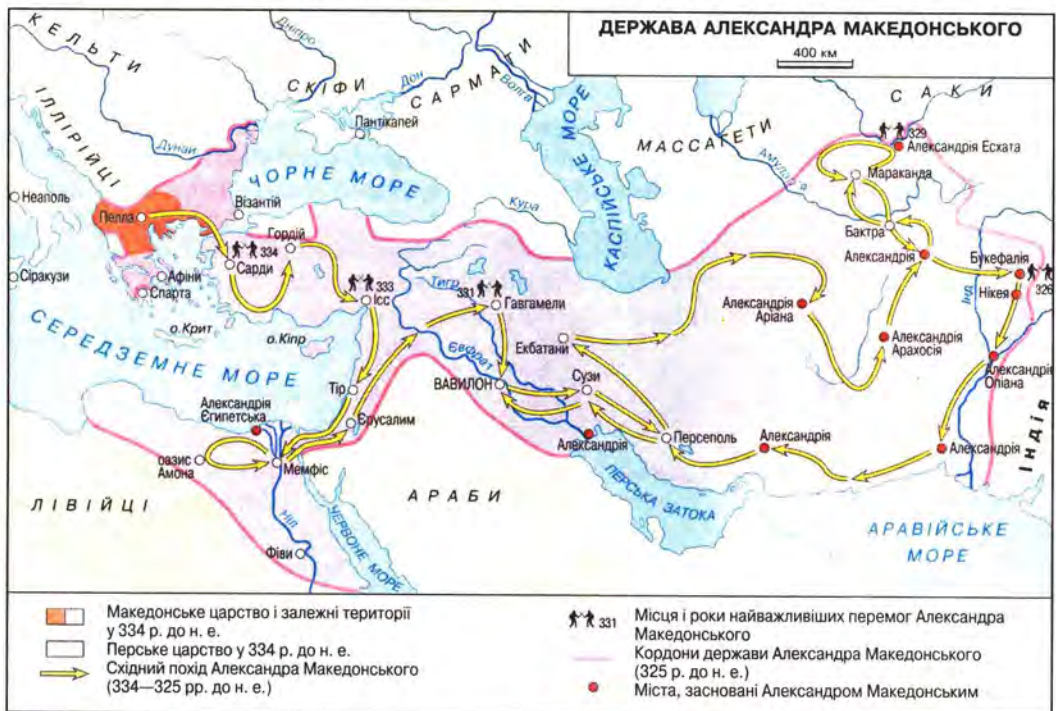 ДЕРЖАВА АЛЕКСАНДРА МАКЕДОНСЬКОГО
400 км
КЕЛЬТИ
Дніпро
СКІФИ
Дон
САРМАТИ
Волга
САКИ
ІЛЛІРІЙЦІ
Пантікапей
МАССАГЕТИ
329
Александрія Есхата
Дунай
КАСПІЙСЬКЕ МОРЕ
Амудар'я
Мараканда
Неаполь
ЧОРНЕ МОРЕ
Візантій
Кура
Пелла
Гордій
Бактра
334
Сарди
Александрія
Букефалія
Сіракузи
Афіни
Спарта
333
Ісс
Тигр
331
Гавгамели
Інд
Нікея
326
Александрія
Аріана
о.Крит
о.Кіпр
Екбатани
Александрія
Арахосія
СЕРЕДЗЕМНЕ МОРЕ
Євфрат
Александрія
Опіана
Тір
ВАВИЛОН
Сузи
Александрія
Єгипетська
Єрусалим
Александрія
Персеполь
Александрія
Александрія
ІНДІЯ
оазис
Амона
Мемфіс
ЛІВІЙЦІ
АРАБИ
ПЕРСЬКА ЗАТОКА
Ніл
ЧЕРВОНЕ МОРЕ
АРАВІЙСЬКЕ
МОРЕ
Фіви
Македонське царство і залежні території
у 334 р. до н. е.
Перське царство у 334 р. до н. е.
Східний похід Александра Македонського
(334—325 рр. до н. е.)
331
Місця і роки найважливіших перемог Александра
Македонського
Кордони держави Александра Македонського
(325 р. до н. е.)
Міста, засновані Александром Македонським